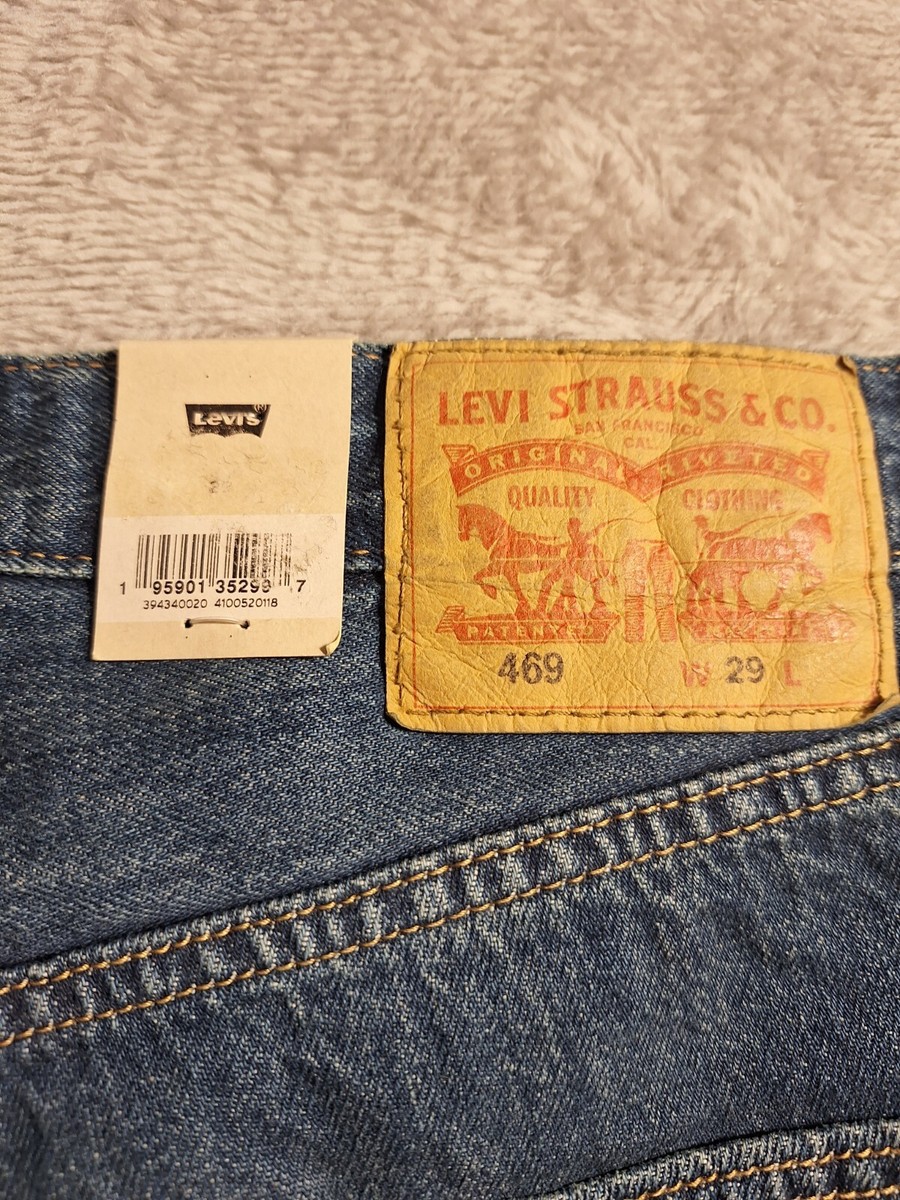 LEVI'S
29
1 95901 35299 7
394340020 4100520118
LEVI STRAUSS & CO.
SAN FRANCISCO
CAL
ORIGINAL RIVETED
QUALITY CLOTHING
PATENTED
469 W 29 L